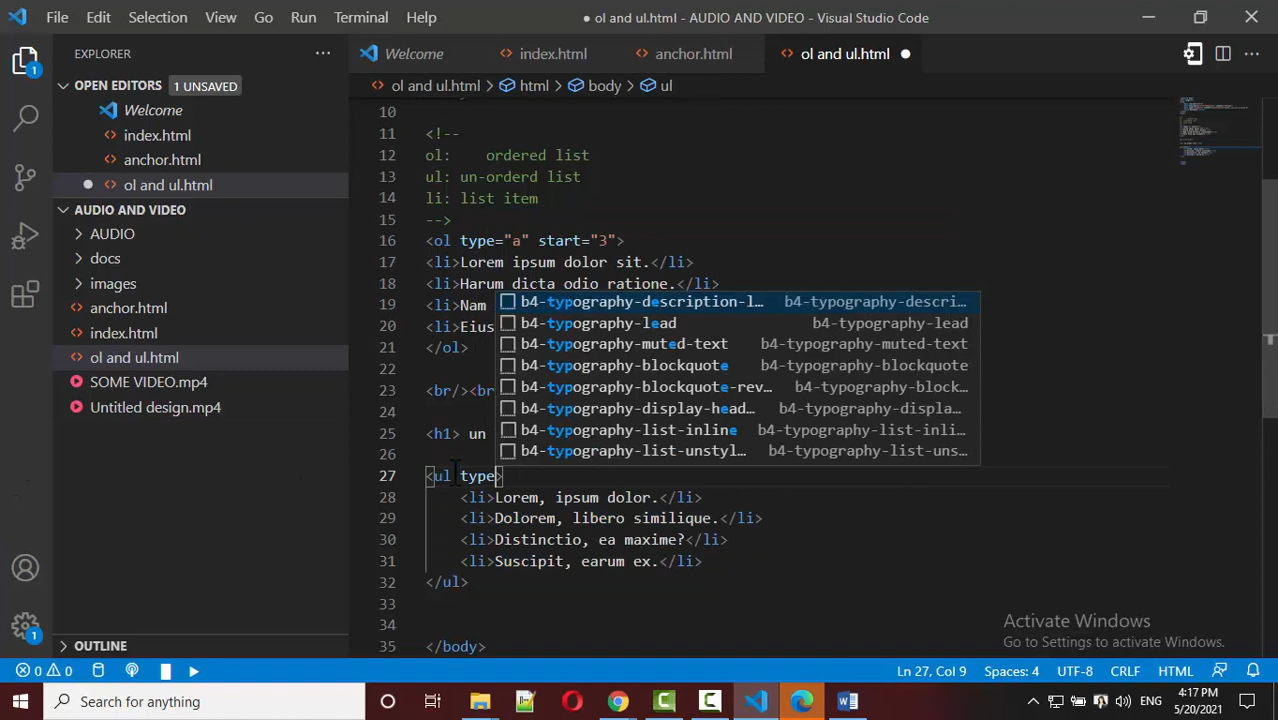 File Edit Selection View Go Run Terminal Help
● ol and ul.html - AUDIO AND VIDEO - Visual Studio Code
EXPLORER
OPEN EDITORS 1 UNSAVED
Welcome
index.html
anchor.html
ol and ul.html
AUDIO AND VIDEO
AUDIO
docs
images
anchor.html
index.html
ol and ul.html
SOME VIDEO.mp4
Untitled design.mp4
OUTLINE
1
1
Welcome index.html anchor.html ol and ul.html
ol and ul.html > html > body > ul
10
11 <!--
12 ol: ordered list
13 ul: un-orderd list
14 li: list item
15 -->
16 <ol type="a" start="3">
17 <li>Lorem ipsum dolor sit.</li>
18 <li>Harum dicta odio ratione.</li>
19 <li>Nam
20 <li>Eius
21 </ol>
22
23 <br/><br
24
25 <h1> un
26
27 <ul type>
28 <li>Lorem, ipsum dolor.</li>
29 <li>Dolorem, libero similique.</li>
30 <li>Distinctio, ea maxime?</li>
31 <li>Suscipit, earum ex.</li>
32 </ul>
33
34
35 </body>
b4-typography-description-l… b4-typography-descri…
b4-typography-lead b4-typography-lead
b4-typography-muted-text b4-typography-muted-text
b4-typography-blockquote b4-typography-blockquote
b4-typography-blockquote-rev… b4-typography-block…
b4-typography-display-head… b4-typography-displa…
b4-typography-list-inline b4-typography-list-inli…
b4-typography-list-unstyl… b4-typography-list-uns…
Activate Windows
Go to Settings to activate Windows.
0 0 Ln 27, Col 9 Spaces: 4 UTF-8 CRLF HTML
Search for anything
ENG
4:17 PM
5/20/2021